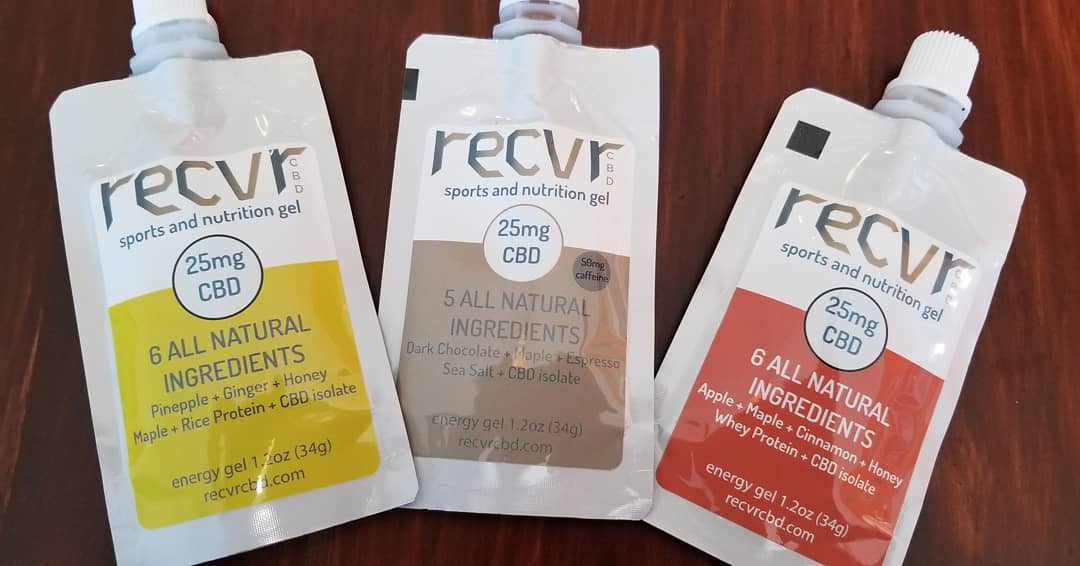 recvr
CBD
sports and nutrition gel
25mg
CBD
6 ALL NATURAL
INGREDIENTS
Pinepple + Ginger + Honey
Maple + Rice Protein + CBD isolate
energy gel 1.2oz (34g)
recvrcbd.com
recvr
CBD
sports and nutrition gel
25mg
CBD
50mg
caffeine
5 ALL NATURAL
INGREDIENTS
Dark Chocolate + Maple + Espresso
Sea Salt + CBD isolate
energy gel 1.2oz (34g)
recvrcbd.com
recvr
CBD
sports and nutrition gel
25mg
CBD
6 ALL NATURAL
INGREDIENTS
Apple + Maple + Cinnamon + Honey
Whey Protein + CBD isolate
energy gel 1.2oz (34g)
recvrcbd.com